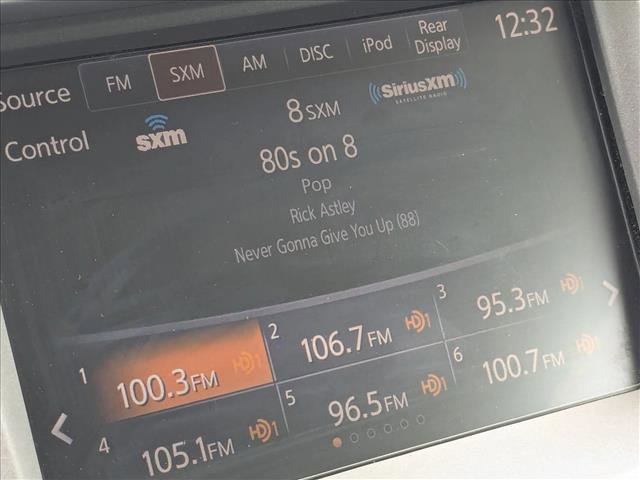 Source FM SXM AM DISC iPod Rear Display 12:32
Control sxm 8 SXM SiriusXM
SATELLITE RADIO
80s on 8
Pop
Rick Astley
Never Gonna Give You Up (88)
1 100.3FM HD1 2 106.7FM HD1 3 95.3FM HD1
4 105.1FM HD1 5 96.5FM HD1 6 100.7FM HD1